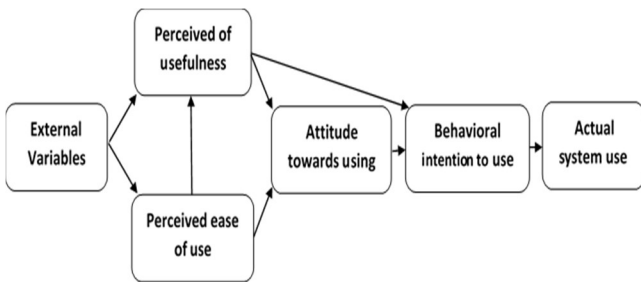 Perceived of
usefulness
External
Variables
Attitude
towards using
Behavioral
intention to use
Actual
system use
Perceived ease
of use